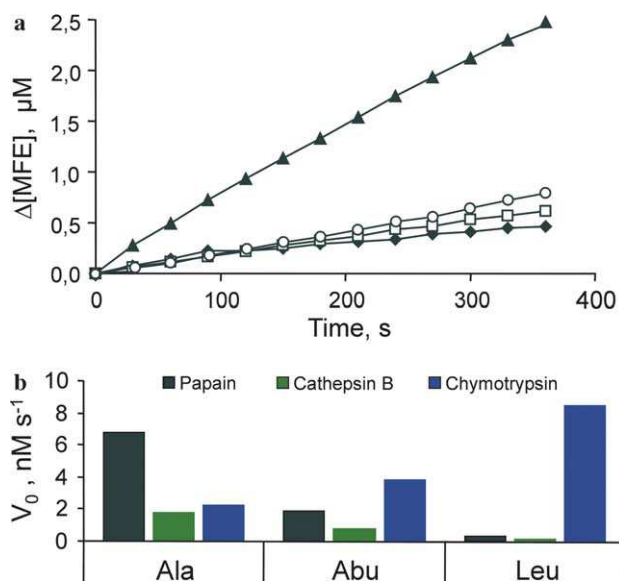 a
Δ[MFE], μM
2,5
2,0
1,5
1,0
0,5
0,0
0 100 200 300 400
Time, s
b
Papain Cathepsin B Chymotrypsin
V0 , nM s-1
10
8
6
4
2
0
Ala Abu Leu